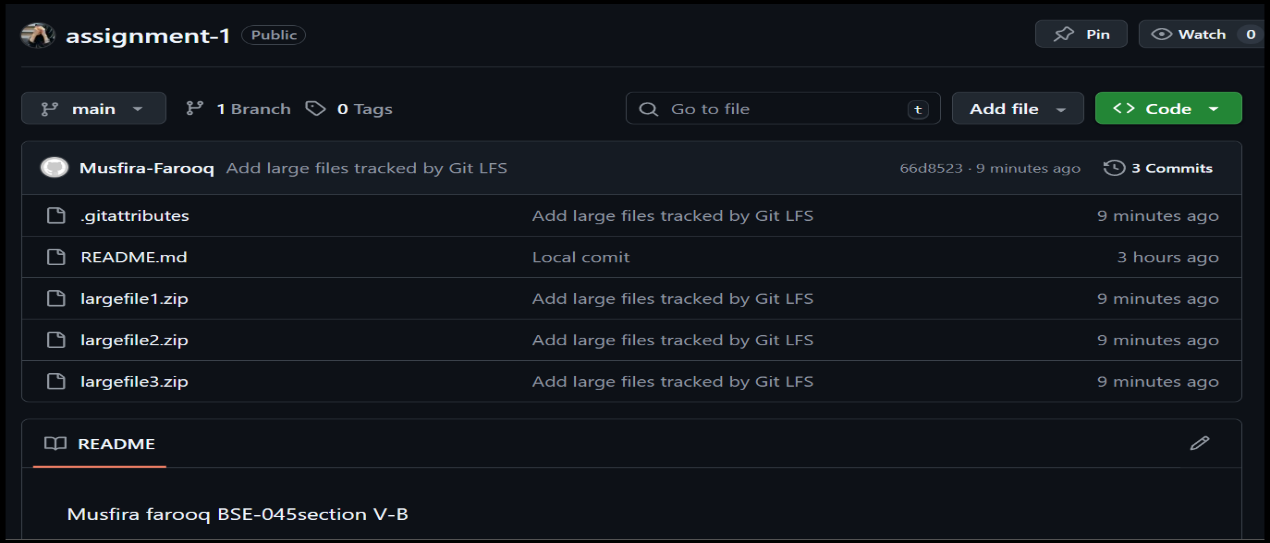 assignment-1 Public Pin Watch 0
main 1 Branch 0 Tags Go to file t Add file Code
Musfira-Farooq Add large files tracked by Git LFS 66d8523 · 9 minutes ago 3 Commits
.gitattributes Add large files tracked by Git LFS 9 minutes ago
README.md Local comit 3 hours ago
largefile1.zip Add large files tracked by Git LFS 9 minutes ago
largefile2.zip Add large files tracked by Git LFS 9 minutes ago
largefile3.zip Add large files tracked by Git LFS 9 minutes ago
README
Musfira farooq BSE-045section V-B